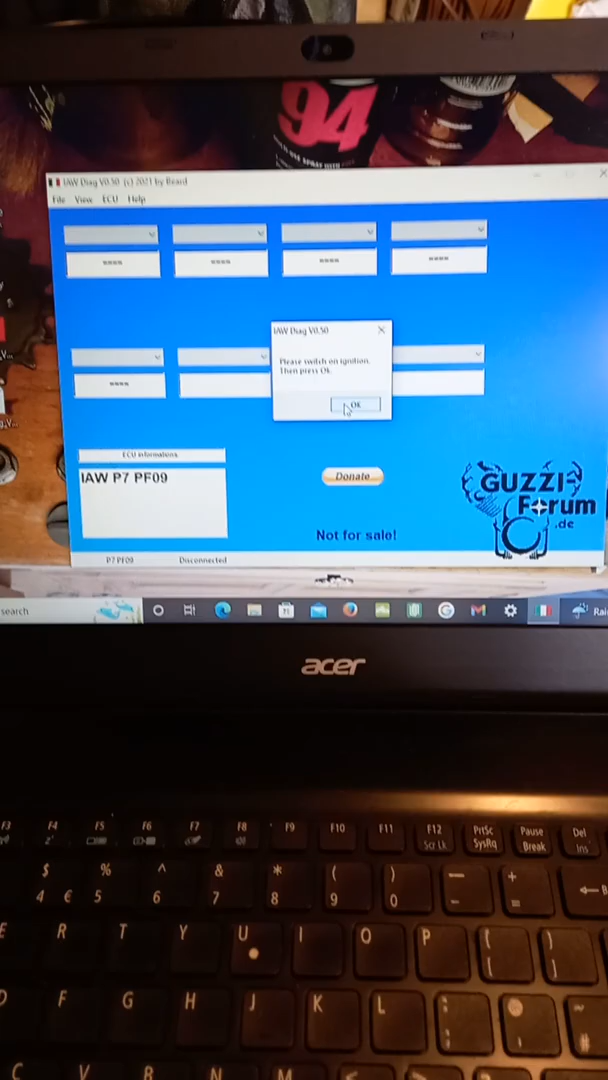 94
IAW Diag V0.50 (c) 2021 by Beard
File View ECU Help
==== ==== ==== ====
IAW Diag V0.50
Please switch on ignition.
Then press Ok.
OK
====
ECU informations
IAW P7 PF09
Donate
Not for sale!
GUZZI
Forum
.de
P7 PF09 Disconnected
search
Rai
acer
F3 F4 F5 F6 F7 F8 F9 F10 F11 F12 PrtSc Pause Del
Scr Lk SysRq Break Ins
$ % ^ & * ( ) _ +
4 € 5 6 7 8 9 0 - =
E R T Y U I O P { }
[ ]
D F G H J K L : @ ~
; ' #
C V B N M < >